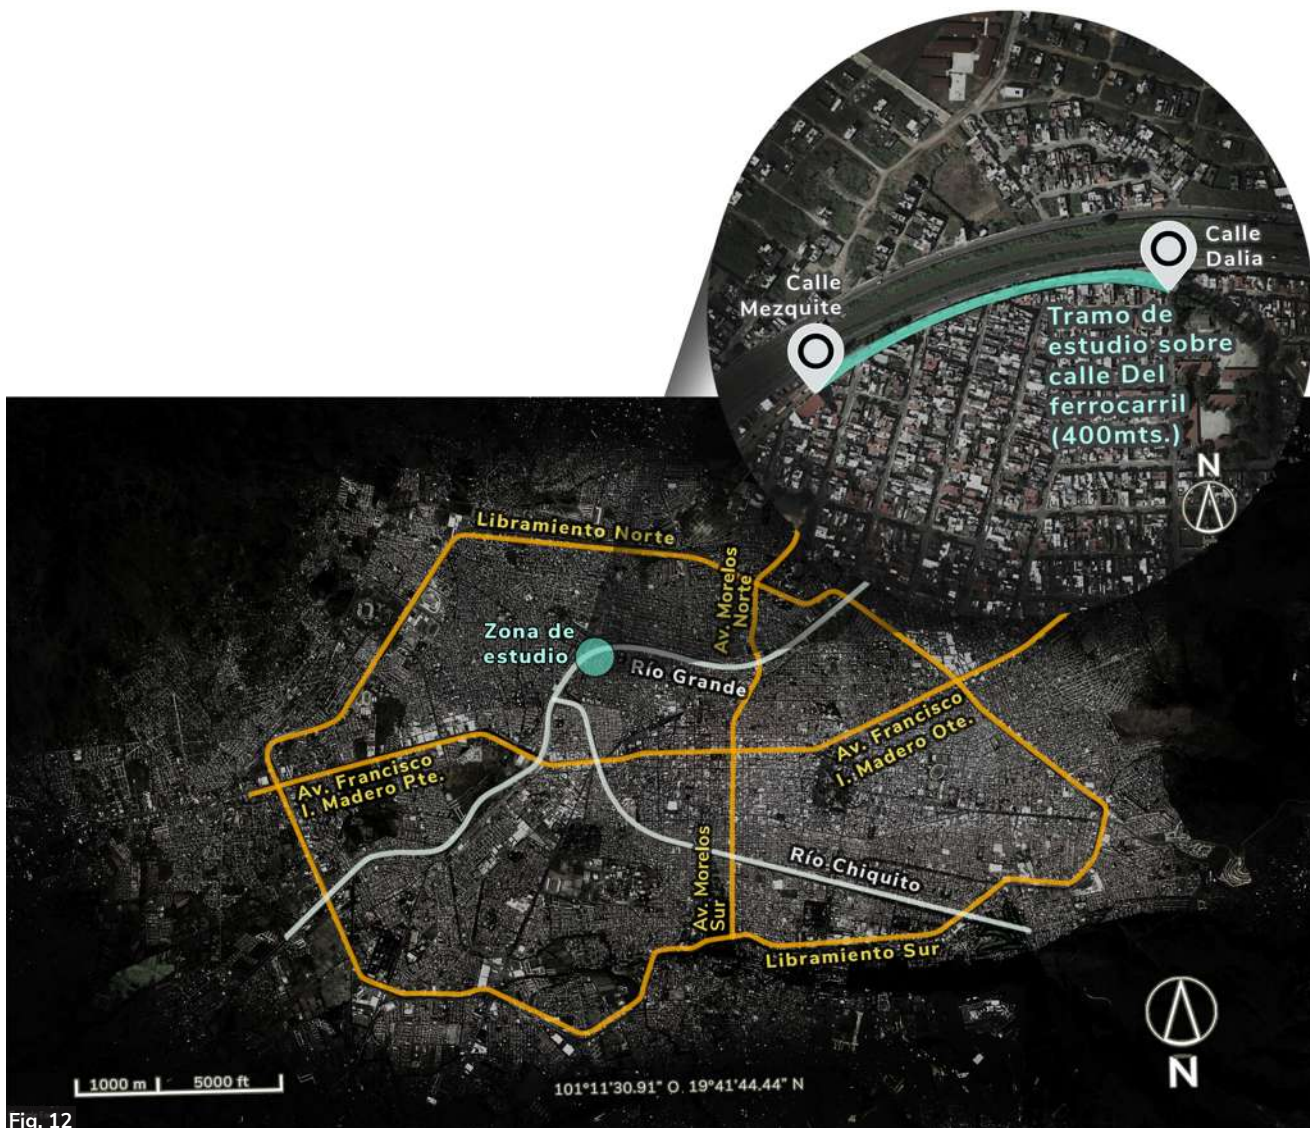 Calle
Dalia
Calle
Mezquite
Tramo de
estudio sobre
calle Del
ferrocarril
(400mts.)
N
Libramiento Norte
Av. Morelos
Norte
Zona de
estudio
Río Grande
Av. Francisco
I. Madero Ote.
Av. Francisco
I. Madero Pte.
Río Chiquito
Av. Morelos
Sur
Libramiento Sur
N
1000 m
5000 ft
101°11'30.91" O 19°41'44.44" N
Fig. 12